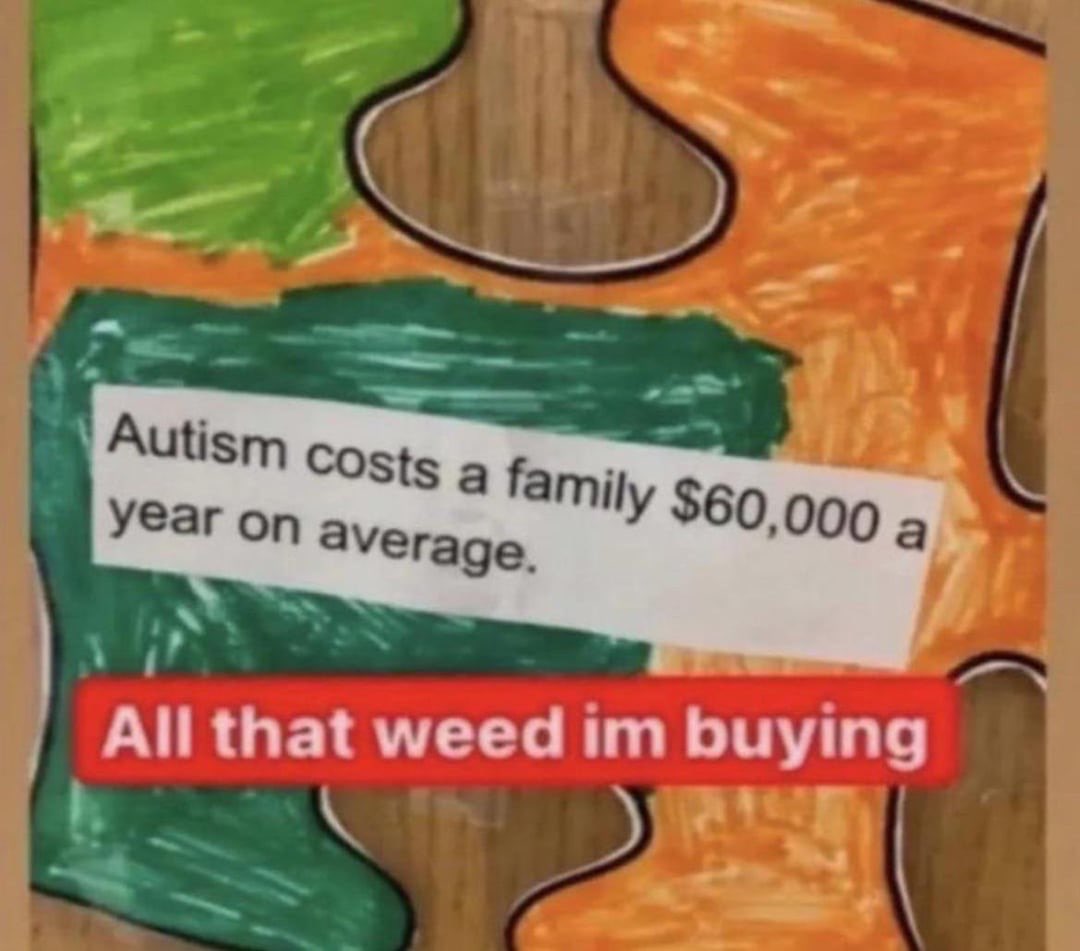 Autism costs a family $60,000 a
year on average.
All that weed im buying